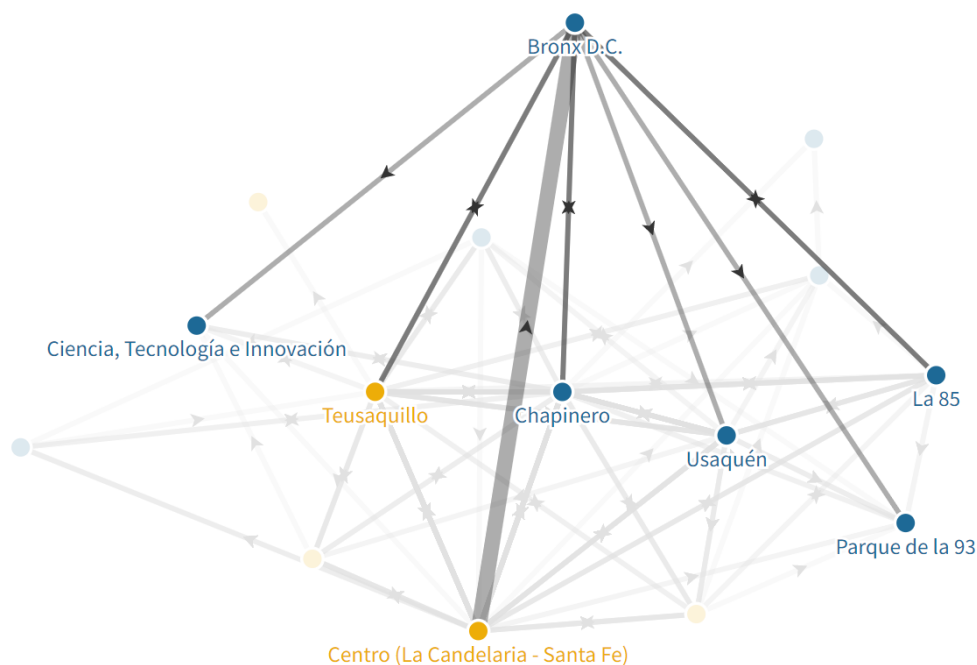 Bronx D.C.
Ciencia, Tecnología e Innovación
La 85
Teusaquillo
Chapinero
Usaquén
Parque de la 93
Centro (La Candelaria - Santa Fe)